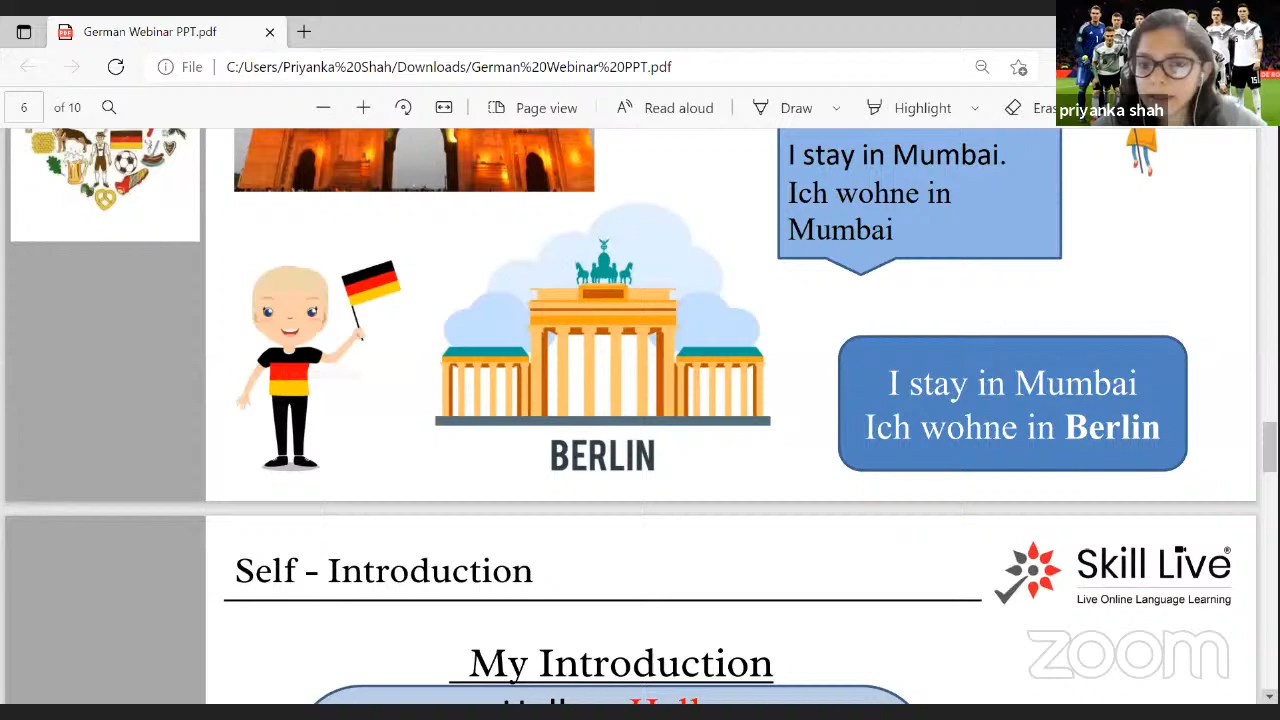 German Webinar PPT.pdf
File
C:/Users/Priyanka%20Shah/Downloads/German%20Webinar%20PPT.pdf
6 of 10
Page view
Read aloud
Draw
Highlight
priyanka shah
I stay in Mumbai.
Ich wohne in
Mumbai
I stay in Mumbai
Ich wohne in Berlin
BERLIN
Self - Introduction
Skill Live®
Live Online Language Learning
zoom
My Introduction